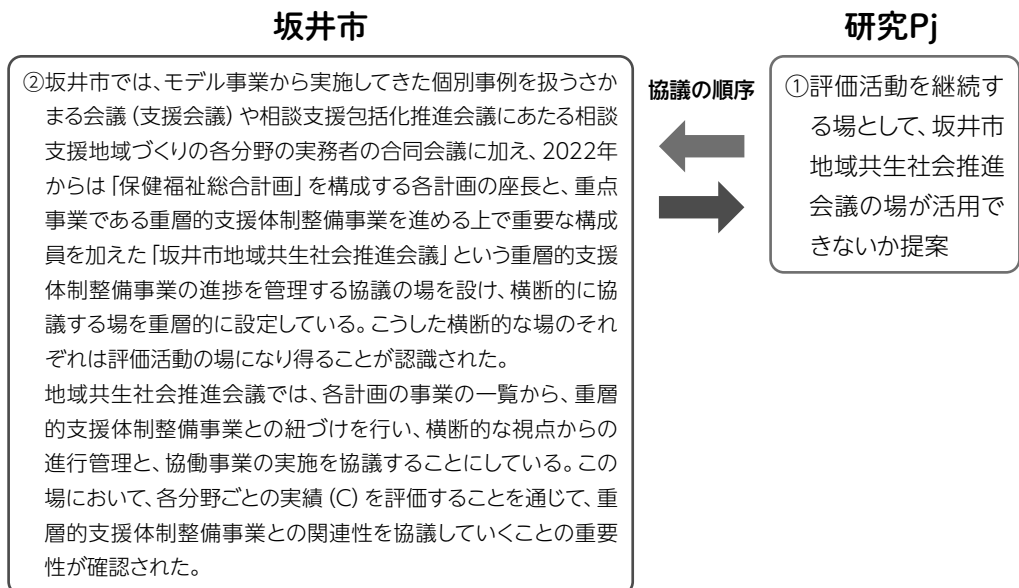 坂井市
②坂井市では、モデル事業から実施してきた個別事例を扱うさか
まる会議（支援会議）や相談支援包括化推進会議にあたる相談
支援地域づくりの各分野の実務者の合同会議に加え、2022年
からは「保健福祉総合計画」を構成する各計画の座長と、重点
事業である重層的支援体制整備事業を進める上で重要な構成
員を加えた「坂井市地域共生社会推進会議」という重層的支援
体制整備事業の進捗を管理する協議の場を設け、横断的に協
議する場を重層的に設定している。こうした横断的な場のそれ
ぞれは評価活動の場になり得ることが認識された。
地域共生社会推進会議では、各計画の事業の一覧から、重層
的支援体制整備事業との紐づけを行い、横断的な視点からの
進行管理と、協働事業の実施を協議することにしている。この
場において、各分野ごとの実績（C）を評価することを通じて、重
層的支援体制整備事業との関連性を協議していくことの重要
性が確認された。
協議の順序
研究Pj
①評価活動を継続す
る場として、坂井市
地域共生社会推進
会議の場が活用で
きないか提案